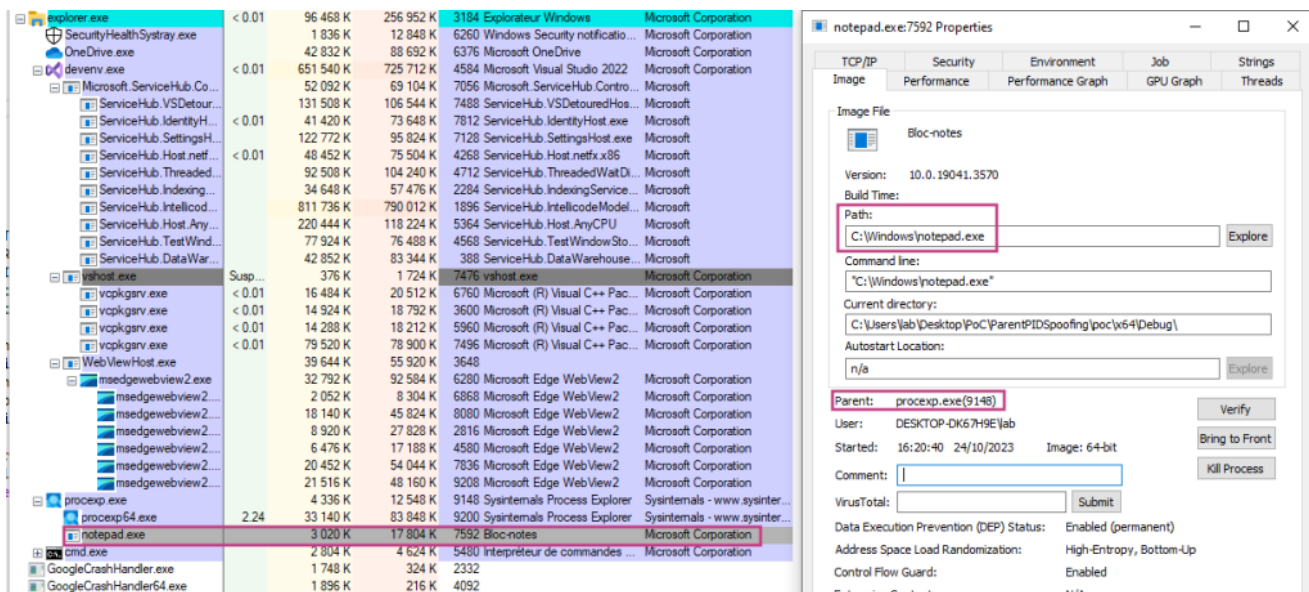 explorer.exe < 0.01 96 468 K 256 952 K 3184 Explorateur Windows Microsoft Corporation
SecurityHealthSystray.exe 1 836 K 12 848 K 6260 Windows Security notificatio... Microsoft Corporation
OneDrive.exe 42 832 K 88 692 K 6376 Microsoft OneDrive Microsoft Corporation
devenv.exe < 0.01 651 540 K 725 712 K 4584 Microsoft Visual Studio 2022 Microsoft Corporation
Microsoft.ServiceHub.Co... 52 092 K 69 104 K 7056 Microsoft.ServiceHub.Contro... Microsoft
ServiceHub.VSDetour... 131 508 K 106 544 K 7488 ServiceHub.VSDetouredHos... Microsoft
ServiceHub.IdentityH... < 0.01 41 420 K 73 648 K 7812 ServiceHub.IdentityHost.exe Microsoft
ServiceHub.SettingsH... 122 772 K 95 824 K 7128 ServiceHub.SettingsHost.exe Microsoft
ServiceHub.Host.netf... < 0.01 48 452 K 75 504 K 4268 ServiceHub.Host.netfx.x86 Microsoft
ServiceHub.Threaded... 92 508 K 104 240 K 4712 ServiceHub.ThreadedWaitDi... Microsoft
ServiceHub.Indexing... 34 648 K 57 476 K 2284 ServiceHub.IndexingService... Microsoft
ServiceHub.Intellicod... 811 736 K 790 012 K 1896 ServiceHub.IntellicodeModel... Microsoft
ServiceHub.Host.Any... 220 444 K 118 224 K 5364 ServiceHub.Host.AnyCPU Microsoft
ServiceHub.TestWind... 77 924 K 76 488 K 4568 ServiceHub.TestWindowSto... Microsoft
ServiceHub.DataWar... 42 852 K 83 344 K 388 ServiceHub.DataWarehouse... Microsoft
vshost.exe Susp... 376 K 1 724 K 7476 vshost.exe Microsoft Corporation
vcpkgsrv.exe < 0.01 16 484 K 20 512 K 6760 Microsoft (R) Visual C++ Pac... Microsoft Corporation
vcpkgsrv.exe < 0.01 14 924 K 18 792 K 3600 Microsoft (R) Visual C++ Pac... Microsoft Corporation
vcpkgsrv.exe < 0.01 14 288 K 18 212 K 5960 Microsoft (R) Visual C++ Pac... Microsoft Corporation
vcpkgsrv.exe < 0.01 79 520 K 78 900 K 7496 Microsoft (R) Visual C++ Pac... Microsoft Corporation
WebViewHost.exe 39 644 K 55 920 K 3648
msedgewebview2.exe 32 792 K 92 584 K 6280 Microsoft Edge WebView2 Microsoft Corporation
msedgewebview2.... 2 052 K 8 304 K 6868 Microsoft Edge WebView2 Microsoft Corporation
msedgewebview2.... 18 140 K 45 824 K 8080 Microsoft Edge WebView2 Microsoft Corporation
msedgewebview2.... 8 920 K 27 828 K 2816 Microsoft Edge WebView2 Microsoft Corporation
msedgewebview2.... 6 476 K 17 188 K 4580 Microsoft Edge WebView2 Microsoft Corporation
msedgewebview2.... 20 452 K 54 044 K 7836 Microsoft Edge WebView2 Microsoft Corporation
msedgewebview2.... 21 516 K 48 160 K 9208 Microsoft Edge WebView2 Microsoft Corporation
procexp.exe 4 336 K 12 548 K 9148 Sysinternals Process Explorer Sysinternals - www.sysinter...
procexp64.exe 2.24 33 140 K 83 848 K 9200 Sysinternals Process Explorer Sysinternals - www.sysinter...
notepad.exe 3 020 K 17 804 K 7592 Bloc-notes Microsoft Corporation
cmd.exe 2 804 K 4 624 K 5480 Interpréteur de commandes ... Microsoft Corporation
GoogleCrashHandler.exe 1 748 K 324 K 2332
GoogleCrashHandler64.exe 1 896 K 216 K 4092
notepad.exe:7592 Properties
TCP/IP Security Environment Job Strings
Image Performance Performance Graph GPU Graph Threads
Image File
Bloc-notes
Version: 10.0.19041.3570
Build Time:
Path:
C:\Windows\notepad.exe Explore
Command line:
"C:\Windows\notepad.exe"
Current directory:
C:\Users\lab\Desktop\PoC\ParentPIDSpoofing\poc\x64\Debug\
Autostart Location:
n/a Explore
Parent: procexp.exe(9148) Verify
User: DESKTOP-DK67H9E\lab
Started: 16:20:40 24/10/2023 Image: 64-bit Bring to Front
Comment: Kill Process
VirusTotal: Submit
Data Execution Prevention (DEP) Status: Enabled (permanent)
Address Space Load Randomization: High-Entropy, Bottom-Up
Control Flow Guard: Enabled